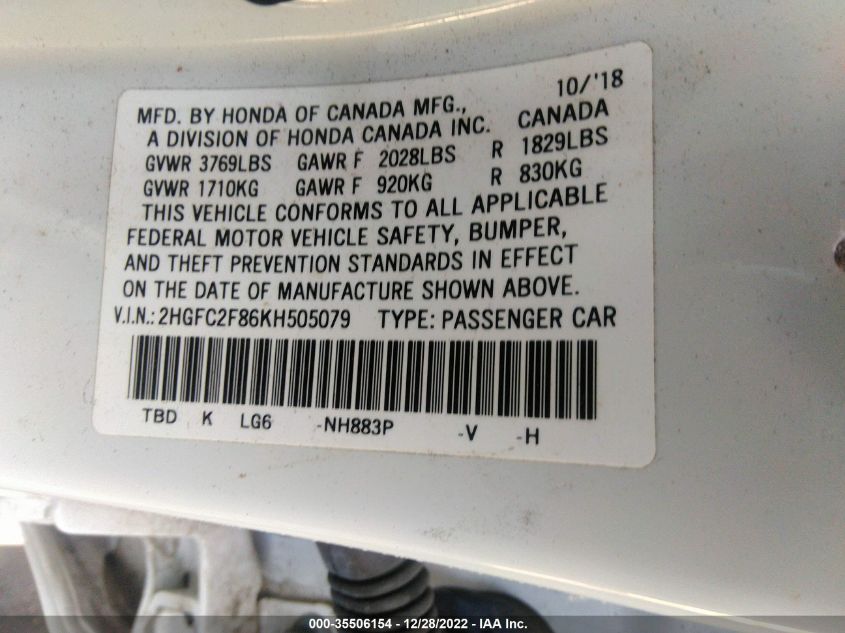 10/'18
MFD. BY HONDA OF CANADA MFG.,
A DIVISION OF HONDA CANADA INC. CANADA
GVWR 3769LBS GAWR F 2028LBS R 1829LBS
GVWR 1710KG GAWR F 920KG R 830KG
THIS VEHICLE CONFORMS TO ALL APPLICABLE
FEDERAL MOTOR VEHICLE SAFETY, BUMPER,
AND THEFT PREVENTION STANDARDS IN EFFECT
ON THE DATE OF MANUFACTURE SHOWN ABOVE.
V.I.N.: 2HGFC2F86KH505079 TYPE: PASSENGER CAR
TBD K LG6 -NH883P -V -H
000-35506154 - 12/28/2022 - IAA Inc.